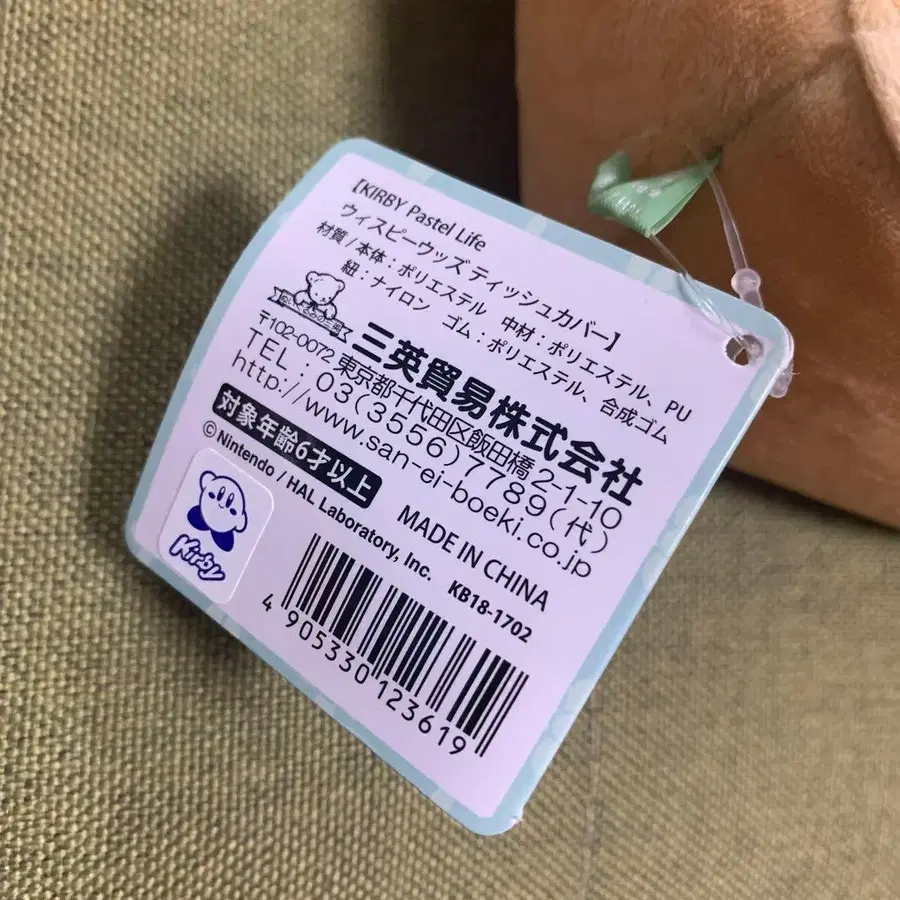 【KIRBY Pastel Life
ウィスピーウッズ ティッシュカバー】
材質/本体：ポリエステル 中材：ポリエステル、PU
紐：ナイロン ゴム：ポリエステル、合成ゴム
三英貿易株式会社
〒102-0072 東京都千代田区飯田橋2-1-10
TEL：03(3556)7789(代)
http://www.san-ei-boeki.co.jp
対象年齢6才以上
MADE IN CHINA
© Nintendo / HAL Laboratory, Inc. KB18-1702
Kirby
4 905330 123619